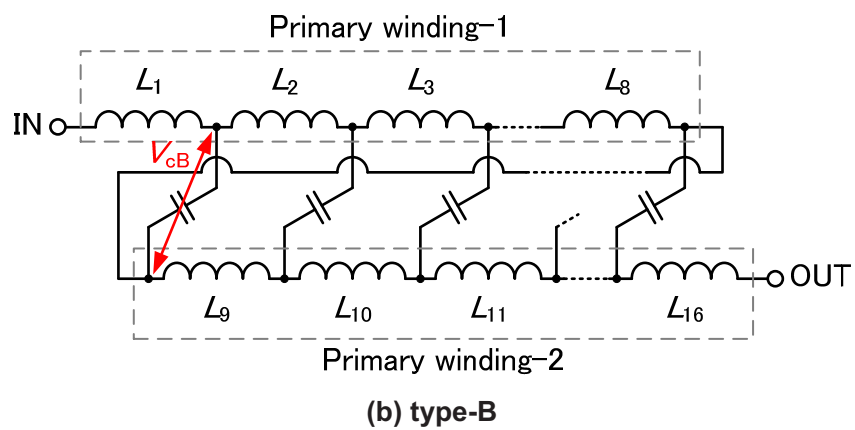 Primary winding-1
L1 L2 L3 L8
IN
VcB
OUT
L9 L10 L11 L16
Primary winding-2
(b) type-B